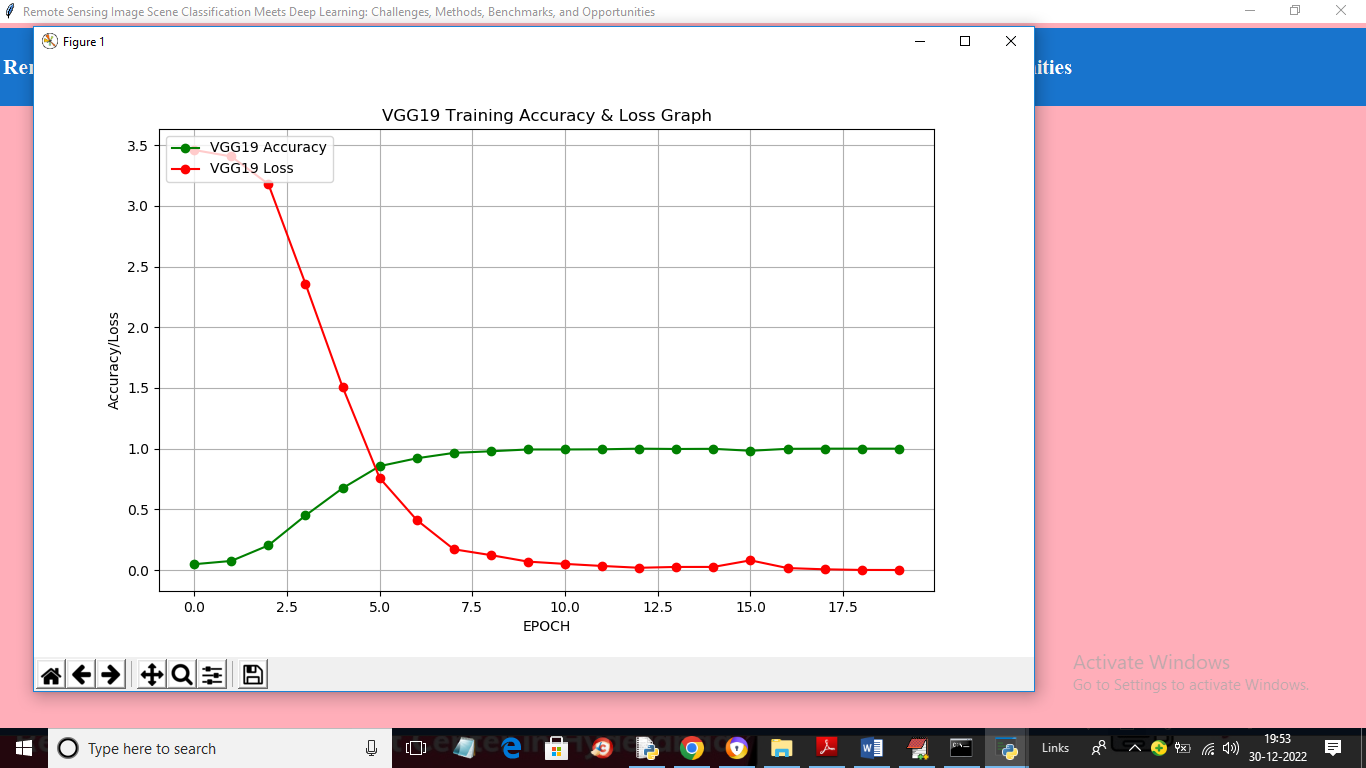 Remote Sensing Image Scene Classification Meets Deep Learning: Challenges, Methods, Benchmarks, and Opportunities
Figure 1
VGG19 Training Accuracy & Loss Graph
VGG19 Accuracy
VGG19 Loss
3.5
3.0
2.5
2.0
1.5
1.0
0.5
0.0
Accuracy/Loss
0.0 2.5 5.0 7.5 10.0 12.5 15.0 17.5
EPOCH
Activate Windows
Go to Settings to activate Windows.
Type here to search
Links
19:53
30-12-2022